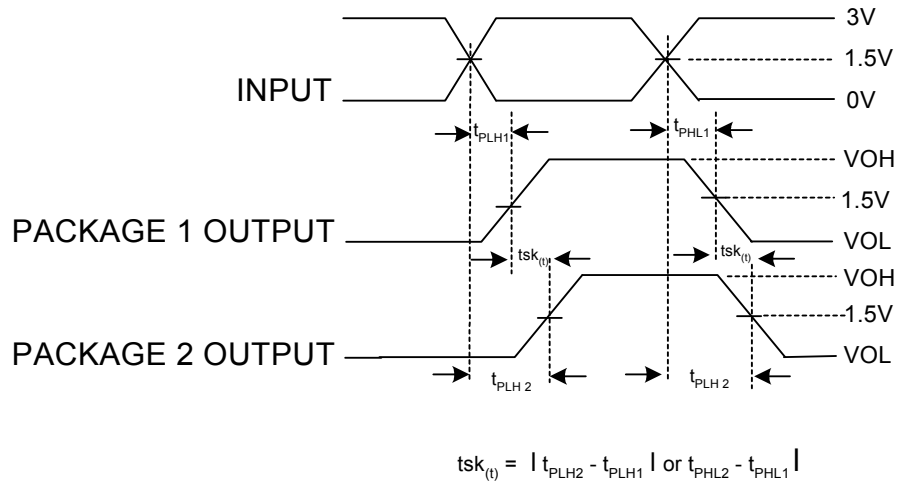 3V
1.5V
INPUT
0V
tPLH1
tPHL1
VOH
1.5V
PACKAGE 1 OUTPUT
VOL
tsk(t)
tsk(t)
VOH
1.5V
PACKAGE 2 OUTPUT
VOL
tPLH 2
tPLH 2
tsk(t) = | tPLH2 - tPLH1 | or tPHL2 - tPHL1 |